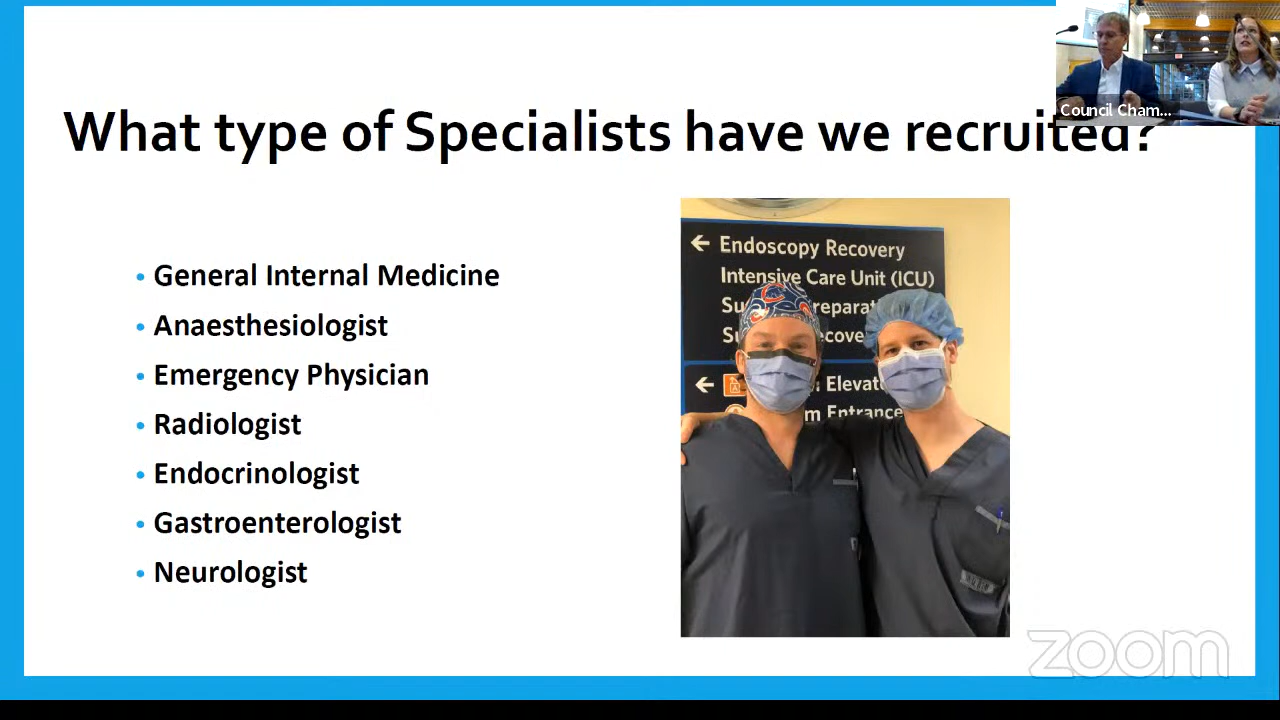 Council Cham...
What type of Specialists have we recruited?
• General Internal Medicine
• Anaesthesiologist
• Emergency Physician
• Radiologist
• Endocrinologist
• Gastroenterologist
• Neurologist
← Endoscopy Recovery
Intensive Care Unit (ICU)
←
Entrance
zoom